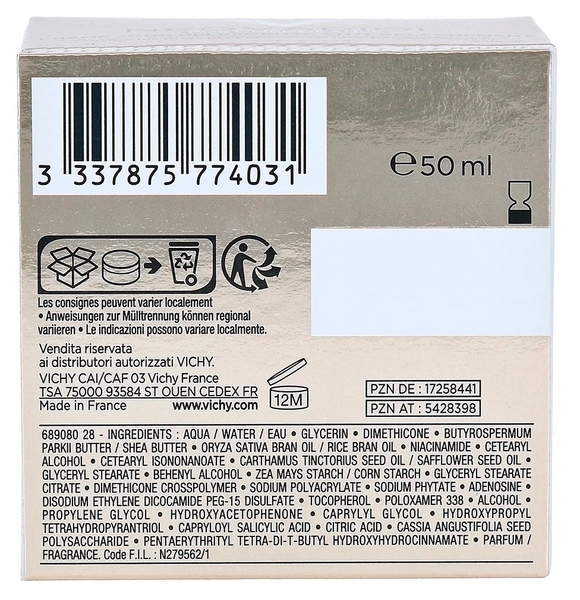 3 337875 774031
℮50 ml
Les consignes peuvent varier localement
• Anweisungen zur Mülltrennung können regional
variieren • Le indicazioni possono variare localmente.
Vendita riservata
ai distributori autorizzati VICHY.
VICHY CAI/CAF 03 Vichy France
TSA 75000 93584 ST OUEN CEDEX FR
Made in France www.vichy.com
12M
PZN DE : 17258441
PZN AT : 5428398
689080 28 - INGREDIENTS : AQUA / WATER / EAU • GLYCERIN • DIMETHICONE • BUTYROSPERMUM
PARKII BUTTER / SHEA BUTTER • ORYZA SATIVA BRAN OIL / RICE BRAN OIL • NIACINAMIDE • CETEARYL
ALCOHOL • CETEARYL ISONONANOATE • CARTHAMUS TINCTORIUS SEED OIL / SAFFLOWER SEED OIL •
GLYCERYL STEARATE • BEHENYL ALCOHOL • ZEA MAYS STARCH / CORN STARCH • GLYCERYL STEARATE
CITRATE • DIMETHICONE CROSSPOLYMER • SODIUM POLYACRYLATE • SODIUM PHYTATE • ADENOSINE •
DISODIUM ETHYLENE DICOCAMIDE PEG-15 DISULFATE • TOCOPHEROL • POLOXAMER 338 • ALCOHOL •
PROPYLENE GLYCOL • HYDROXYACETOPHENONE • CAPRYLYL GLYCOL • HYDROXYPROPYL
TETRAHYDROPYRANTRIOL • CAPRYLOYL SALICYLIC ACID • CITRIC ACID • CASSIA ANGUSTIFOLIA SEED
POLYSACCHARIDE • PENTAERYTHRITYL TETRA-DI-T-BUTYL HYDROXYHYDROCINNAMATE • PARFUM /
FRAGRANCE. Code F.I.L. : N279562/1